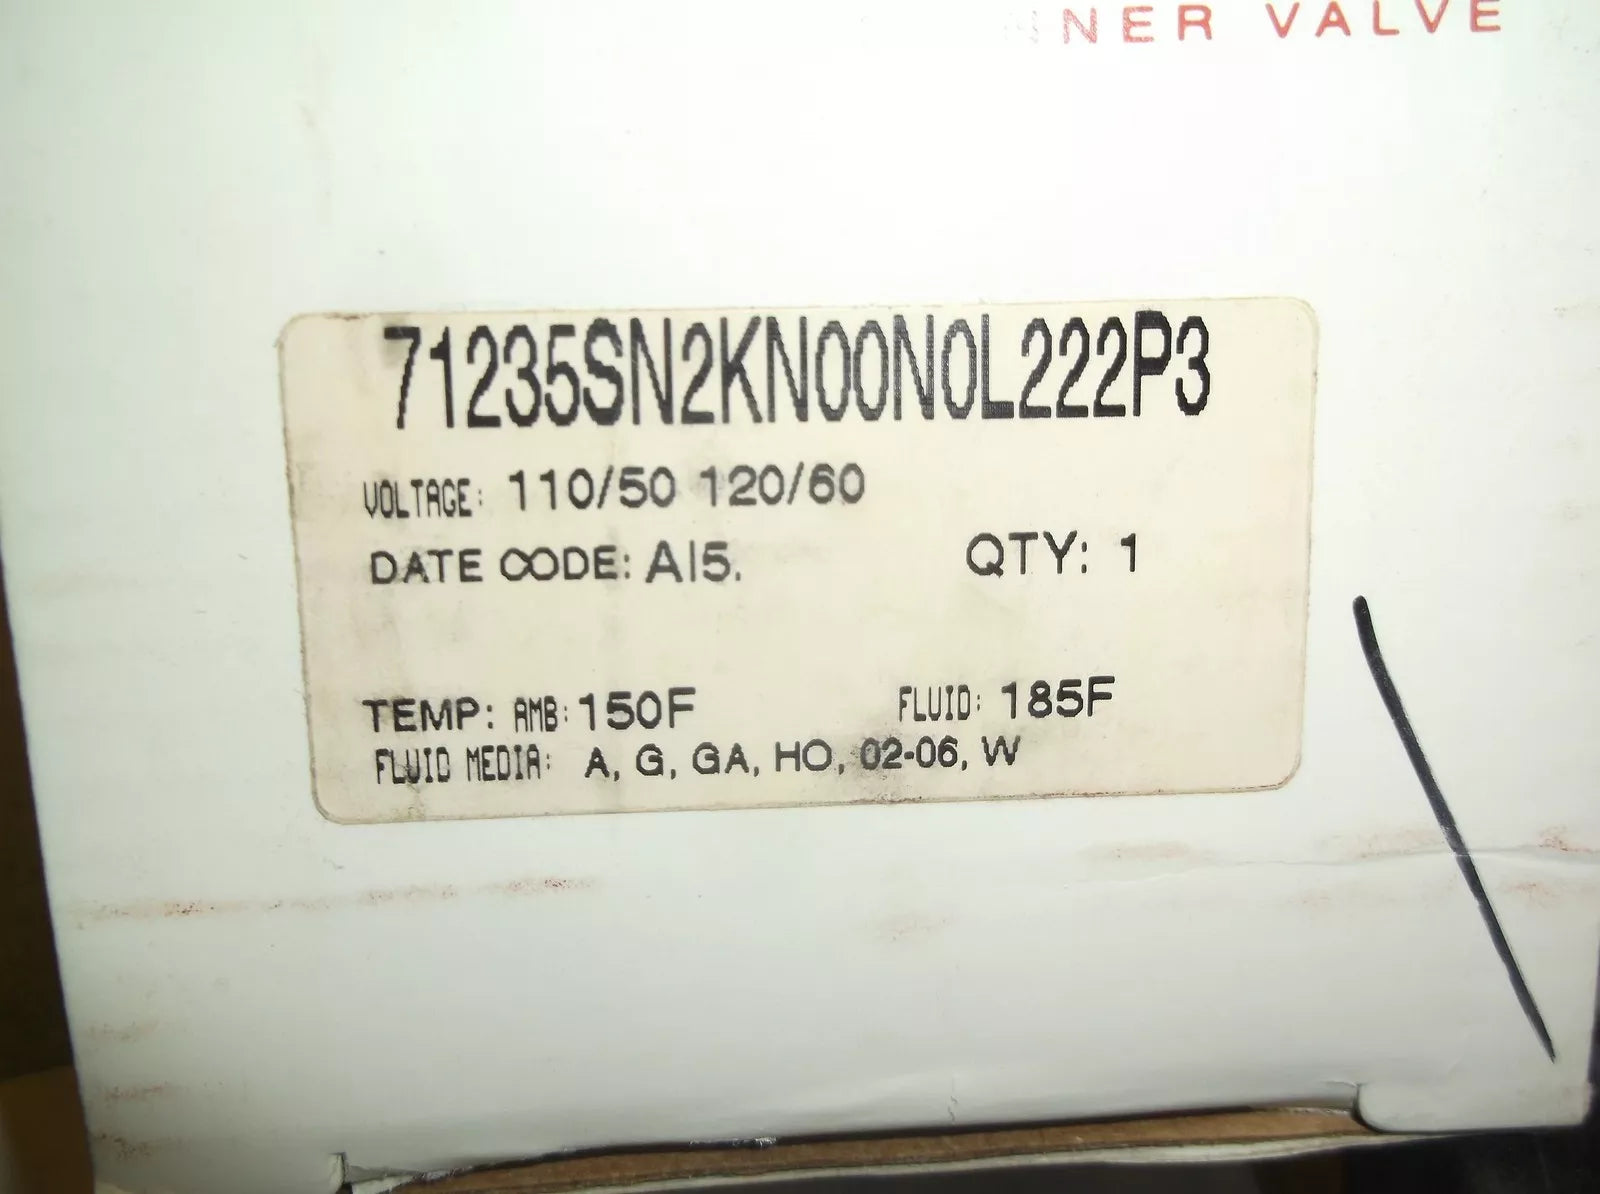 NER VALVE
71235SN2KN00N0L222P3
VOLTAGE: 110/50 120/60
DATE CODE: AI5.
QTY: 1
TEMP: AMB: 150F FLUID: 185F
FLUID MEDIA: A, G, GA, HO, 02-06, W